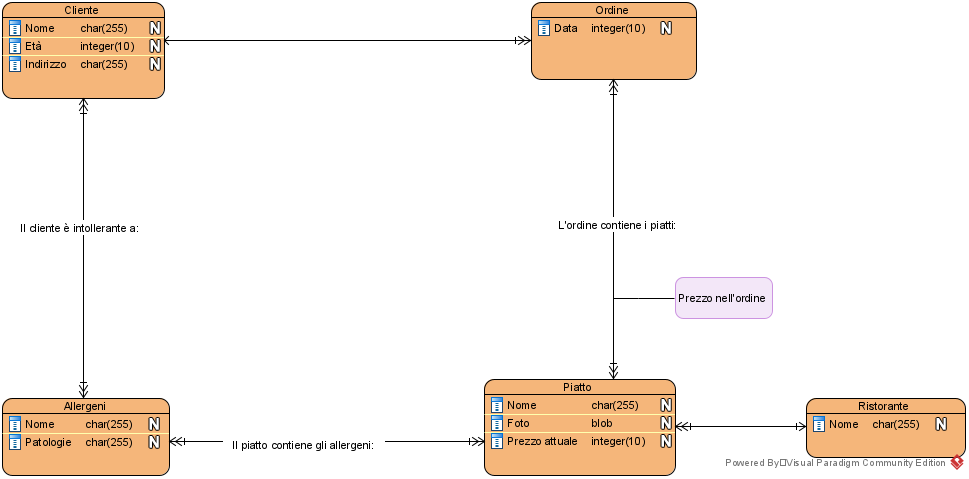 Cliente
Nome char(255) N
Età integer(10) N
Indirizzo char(255) N
Ordine
Data integer(10) N
Il cliente è intollerante a:
L'ordine contiene i piatti:
Prezzo nell'ordine
Allergeni
Nome char(255) N
Patologie char(255) N
Il piatto contiene gli allergeni:
Piatto
Nome char(255) N
Foto blob N
Prezzo attuale integer(10) N
Ristorante
Nome char(255) N
Powered By Visual Paradigm Community Edition